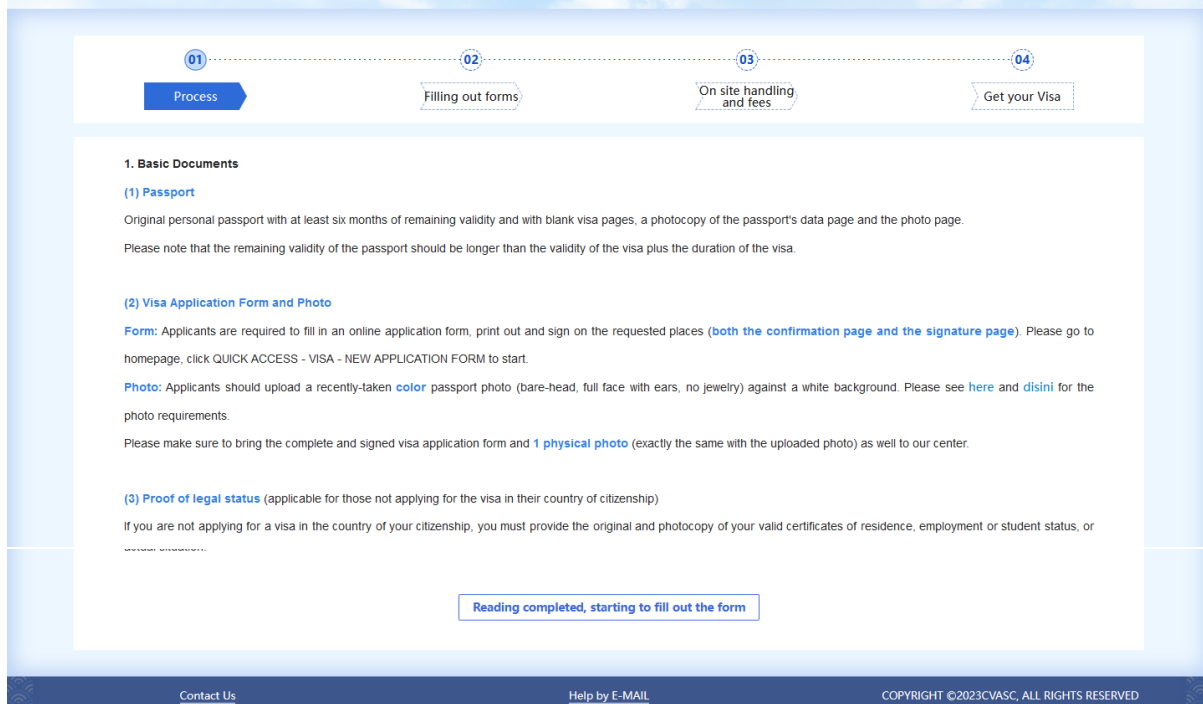 01
02
03
04
Process
Filling out forms
On site handling
and fees
Get your Visa
1. Basic Documents
(1) Passport
Original personal passport with at least six months of remaining validity and with blank visa pages, a photocopy of the passport's data page and the photo page.
Please note that the remaining validity of the passport should be longer than the validity of the visa plus the duration of the visa.
(2) Visa Application Form and Photo
Form: Applicants are required to fill in an online application form, print out and sign on the requested places (both the confirmation page and the signature page). Please go to
homepage, click QUICK ACCESS - VISA - NEW APPLICATION FORM to start.
Photo: Applicants should upload a recently-taken color passport photo (bare-head, full face with ears, no jewelry) against a white background. Please see here and disini for the
photo requirements.
Please make sure to bring the complete and signed visa application form and 1 physical photo (exactly the same with the uploaded photo) as well to our center.
(3) Proof of legal status (applicable for those not applying for the visa in their country of citizenship)
If you are not applying for a visa in the country of your citizenship, you must provide the original and photocopy of your valid certificates of residence, employment or student status, or
Reading completed, starting to fill out the form
Contact Us
Help by E-MAIL
COPYRIGHT ©2023CVASC, ALL RIGHTS RESERVED